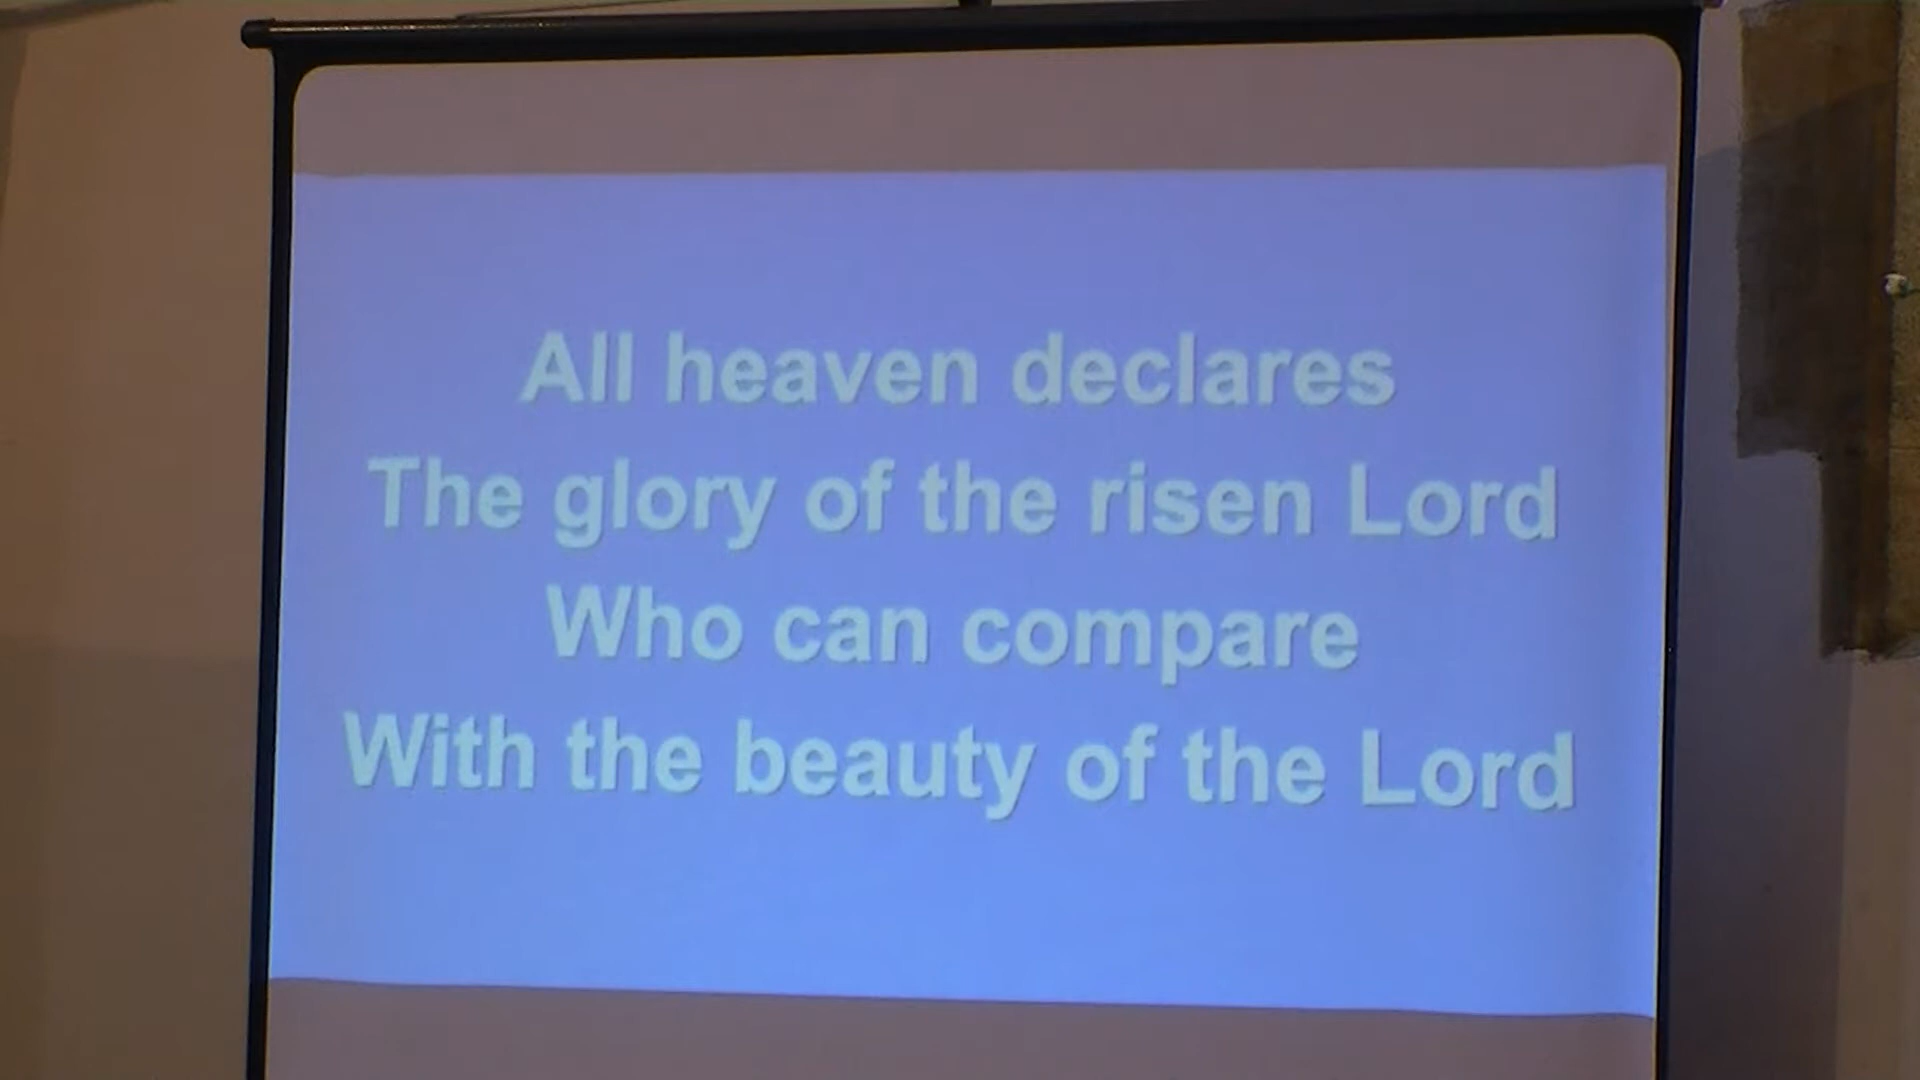 All heaven declares
The glory of the risen Lord
Who can compare
With the beauty of the Lord